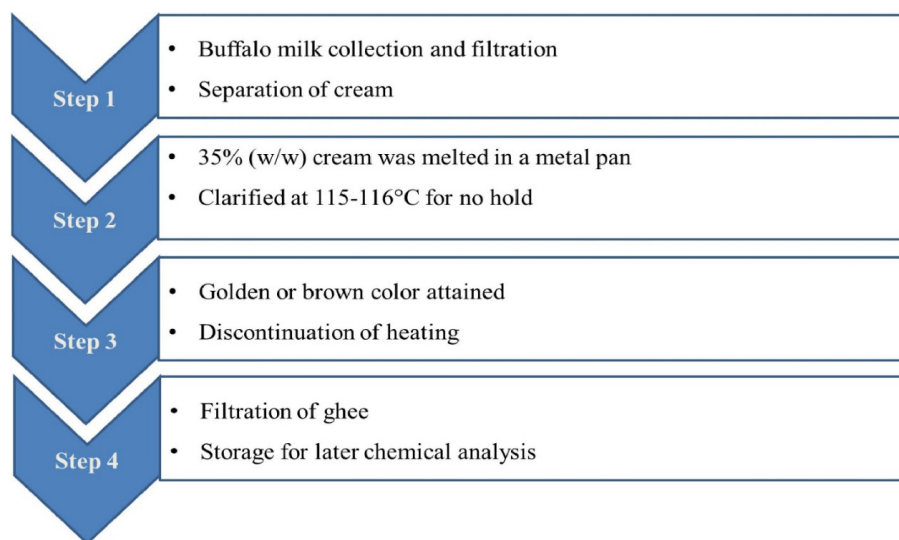 Step 1
• Buffalo milk collection and filtration
• Separation of cream
Step 2
• 35% (w/w) cream was melted in a metal pan
• Clarified at 115-116°C for no hold
Step 3
• Golden or brown color attained
• Discontinuation of heating
Step 4
• Filtration of ghee
• Storage for later chemical analysis